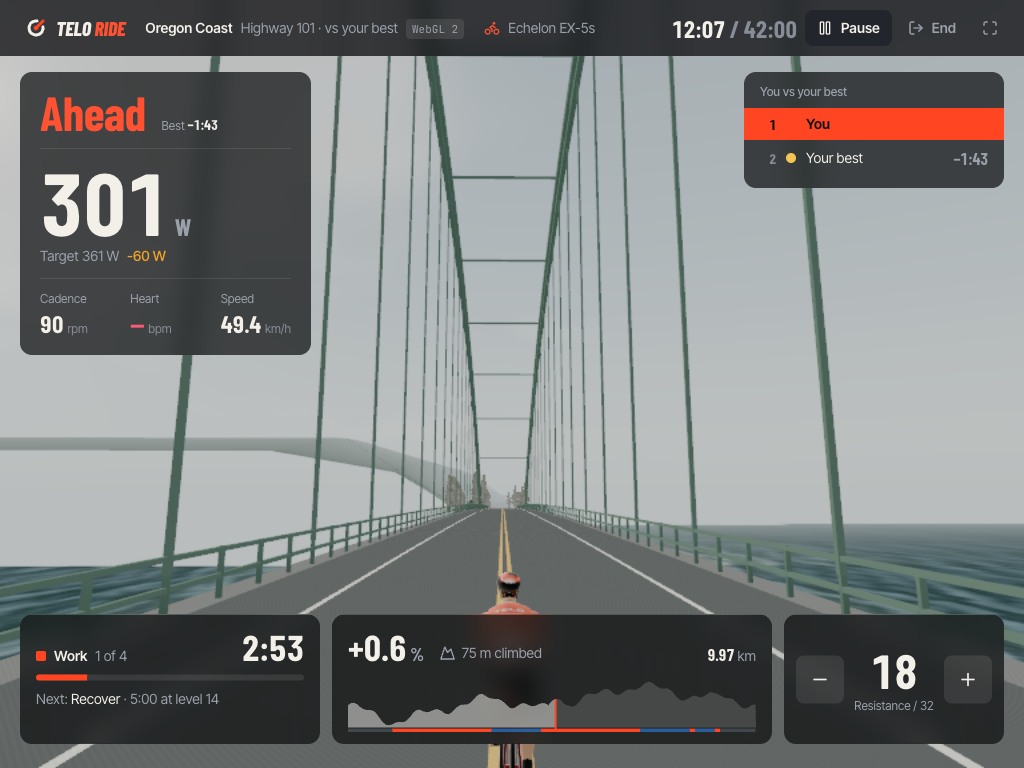 TELO RIDE Oregon Coast Highway 101 · vs your best WebGL 2 Echelon EX-5s 12:07 / 42:00 Pause End
Ahead Best −1:43
301 W
Target 361 W -60 W
Cadence Heart Speed
90 rpm – bpm 49.4 km/h
You vs your best
1 You
2 Your best −1:43
Work 1 of 4 2:53
Next: Recover · 5:00 at level 14
+0.6 % 75 m climbed 9.97 km
− 18 +
Resistance / 32